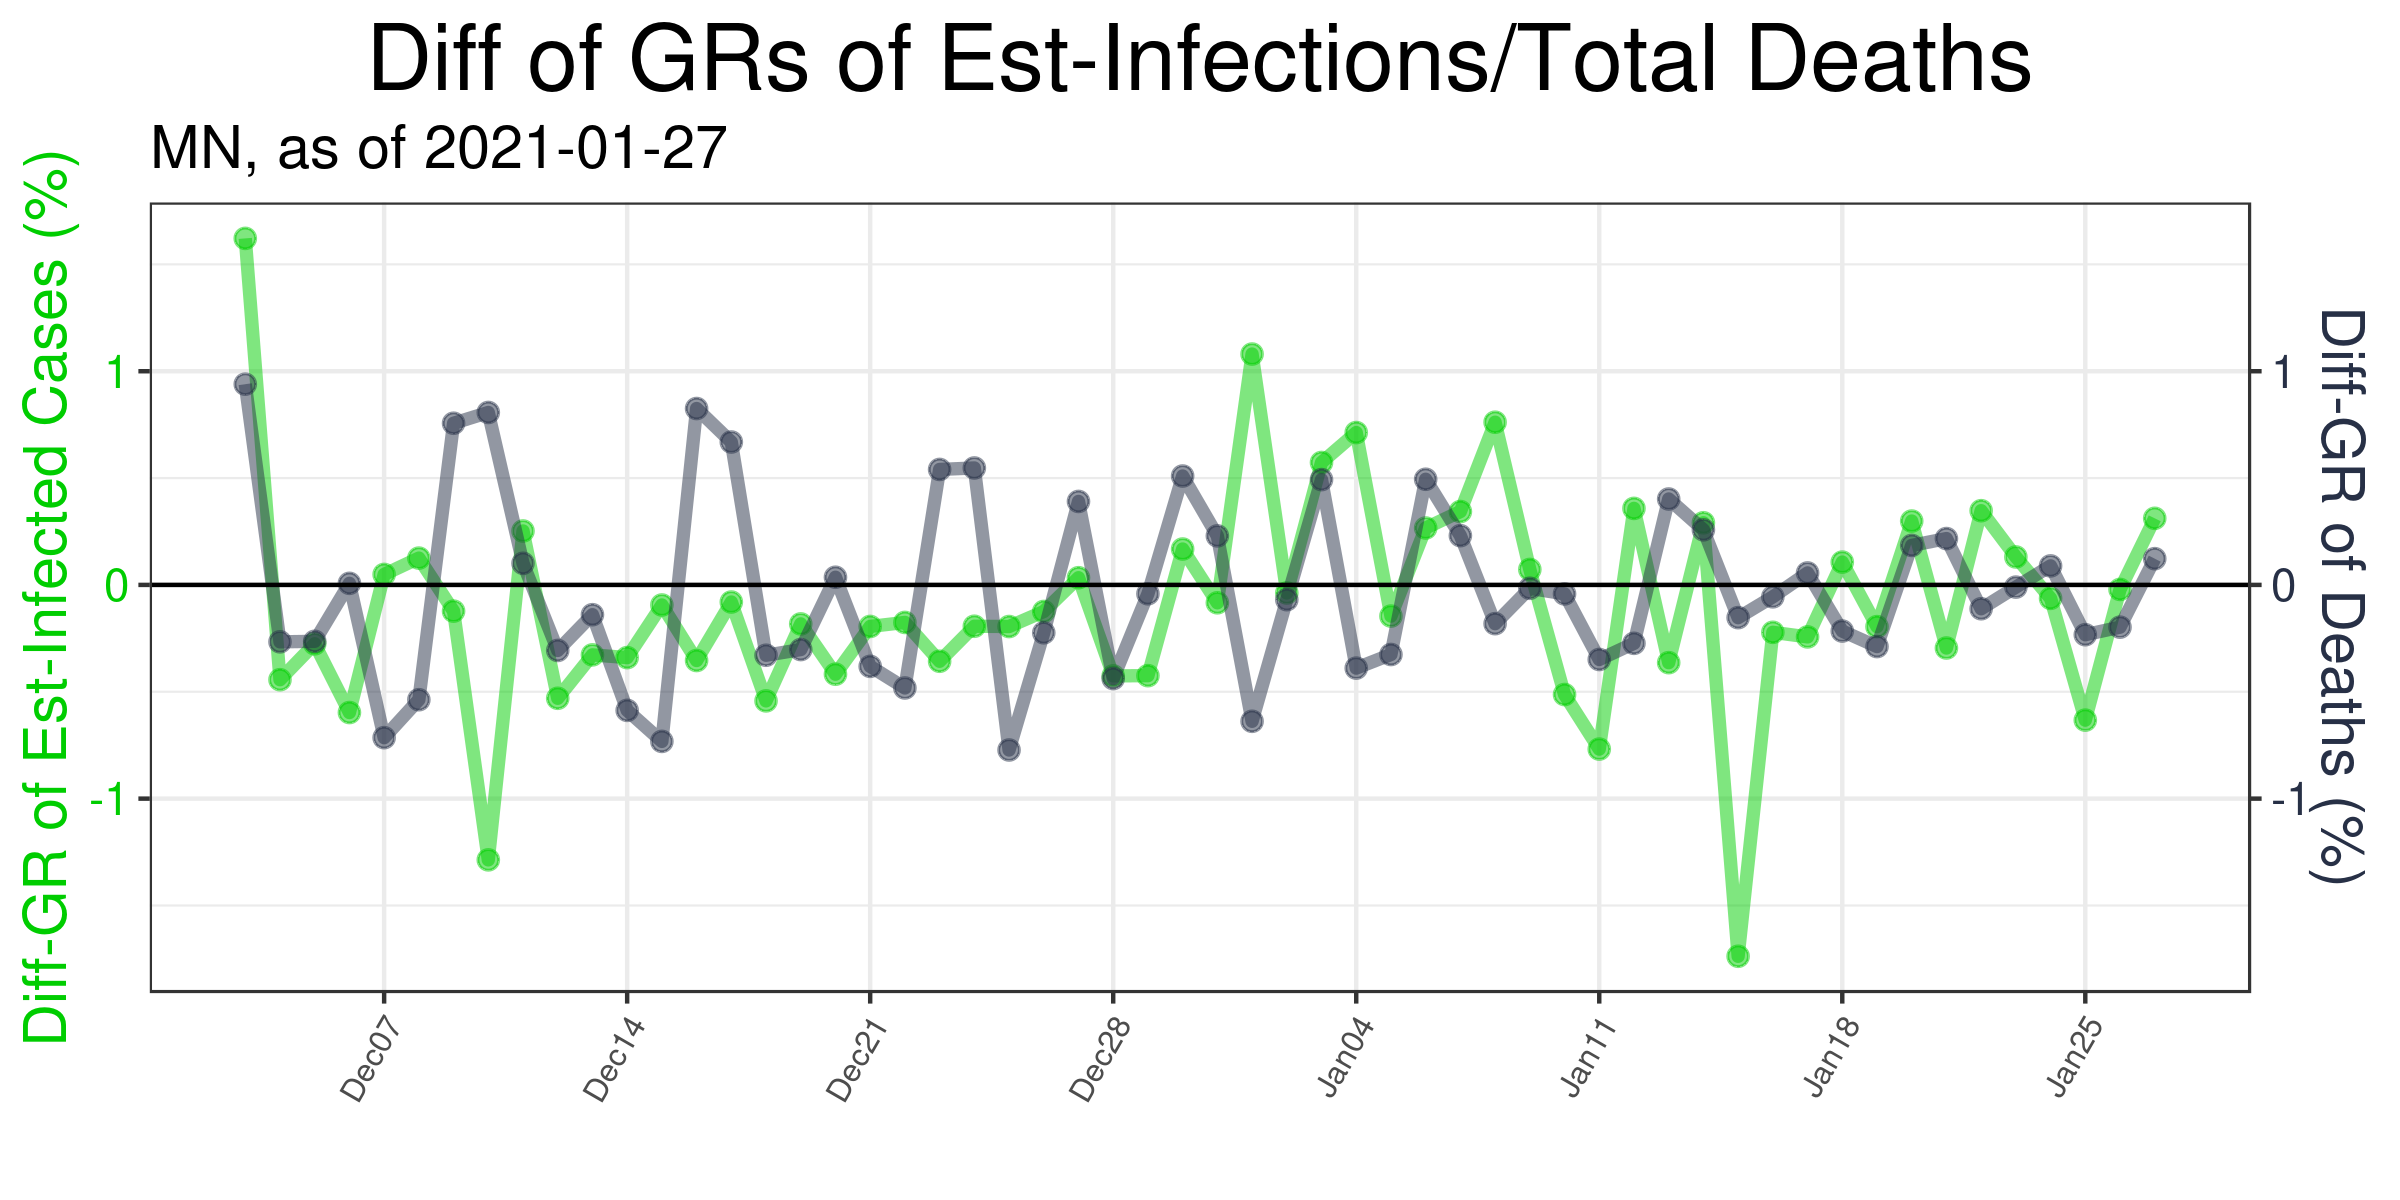 Diff of GRs of Est-Infections/Total Deaths
MN, as of 2021-01-27
Diff-GR of Est-Infected Cases (%)
1
0
-1
1
0
-1
Diff-GR of Deaths (%)
Dec07
Dec14
Dec21
Dec28
Jan04
Jan11
Jan18
Jan25